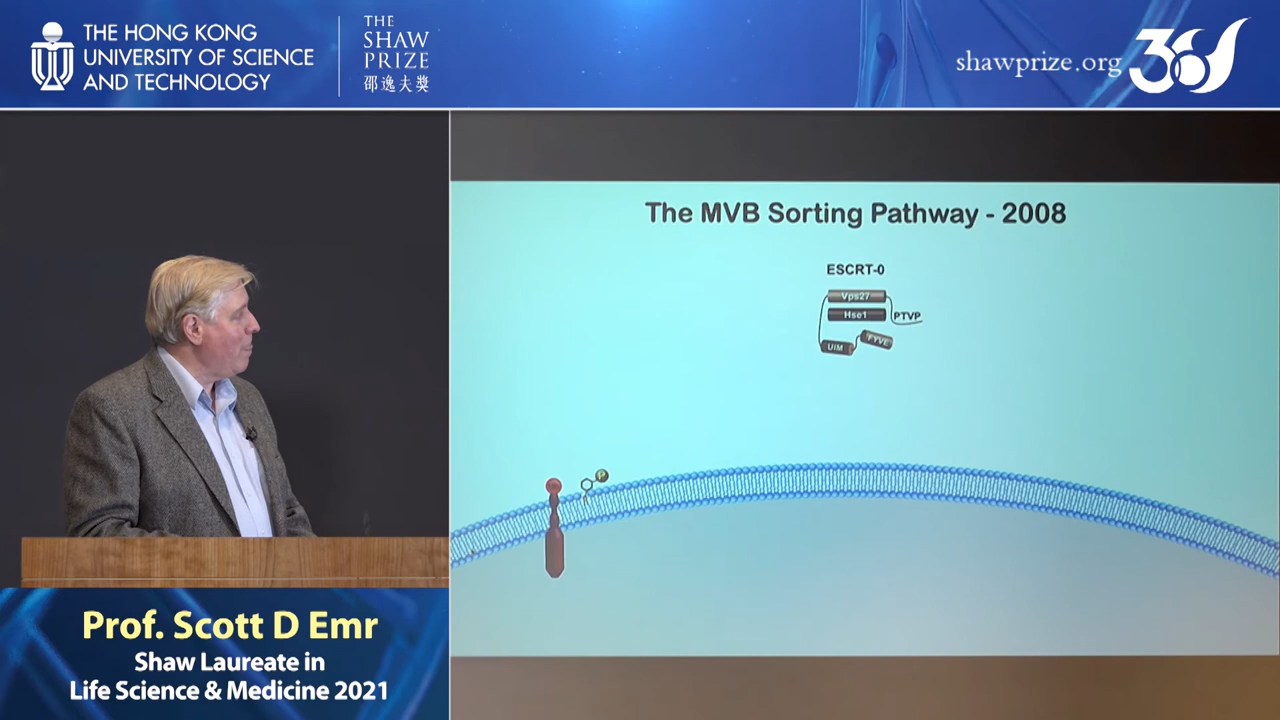 THE HONG KONG
UNIVERSITY OF SCIENCE
AND TECHNOLOGY
THE
SHAW
PRIZE
邵逸夫獎
shawprize.org
The MVB Sorting Pathway - 2008
ESCRT-0
Vps27
Hse1
PTVP
UIM
FYVE
P
Prof. Scott D Emr
Shaw Laureate in
Life Science & Medicine 2021